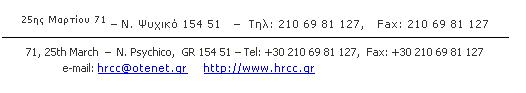 25ης Μαρτίου 71 – Ν. Ψυχικό 154 51 – Τηλ: 210 69 81 127, Fax: 210 69 81 127
71, 25th March – N. Psychico, GR 154 51 – Tel: +30 210 69 81 127, Fax: +30 210 69 81 127
e-mail: hrcc@otenet.gr http://www.hrcc.gr